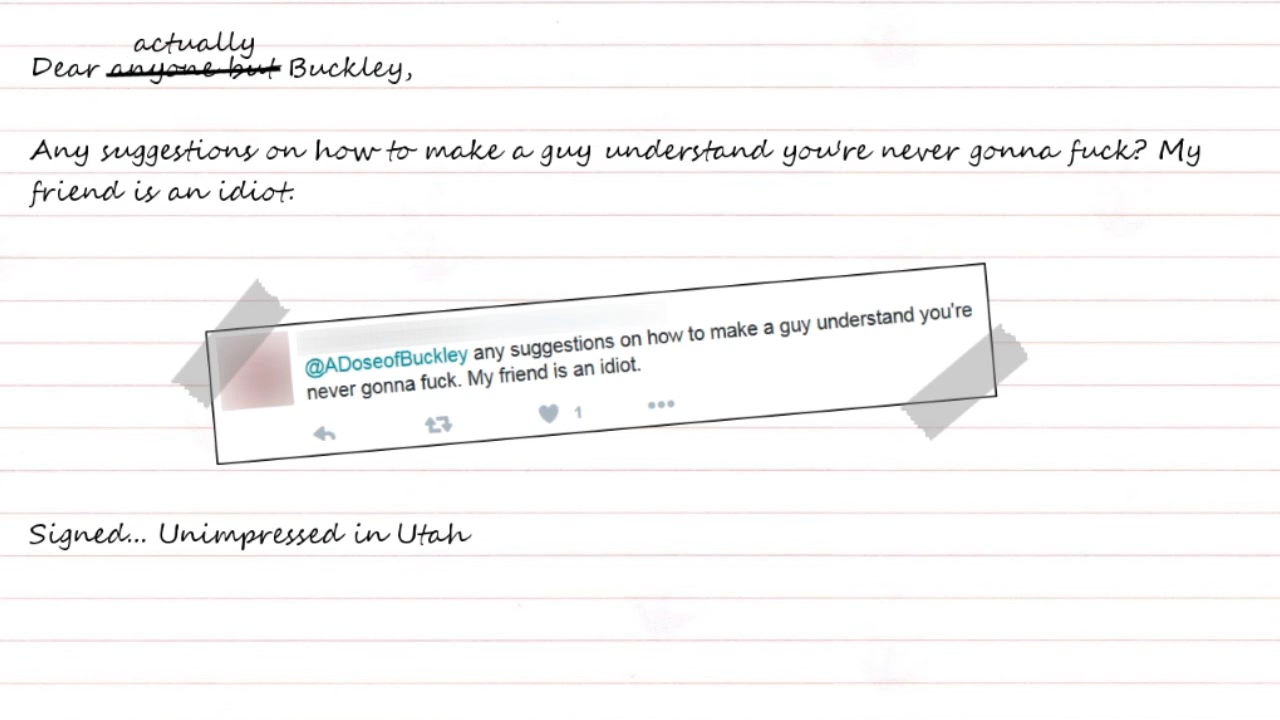 actually
Dear anyone but Buckley,
Any suggestions on how to make a guy understand you're never gonna fuck? My
friend is an idiot.
@ADoseofBuckley any suggestions on how to make a guy understand you're
never gonna fuck. My friend is an idiot.
1
Signed... Unimpressed in Utah